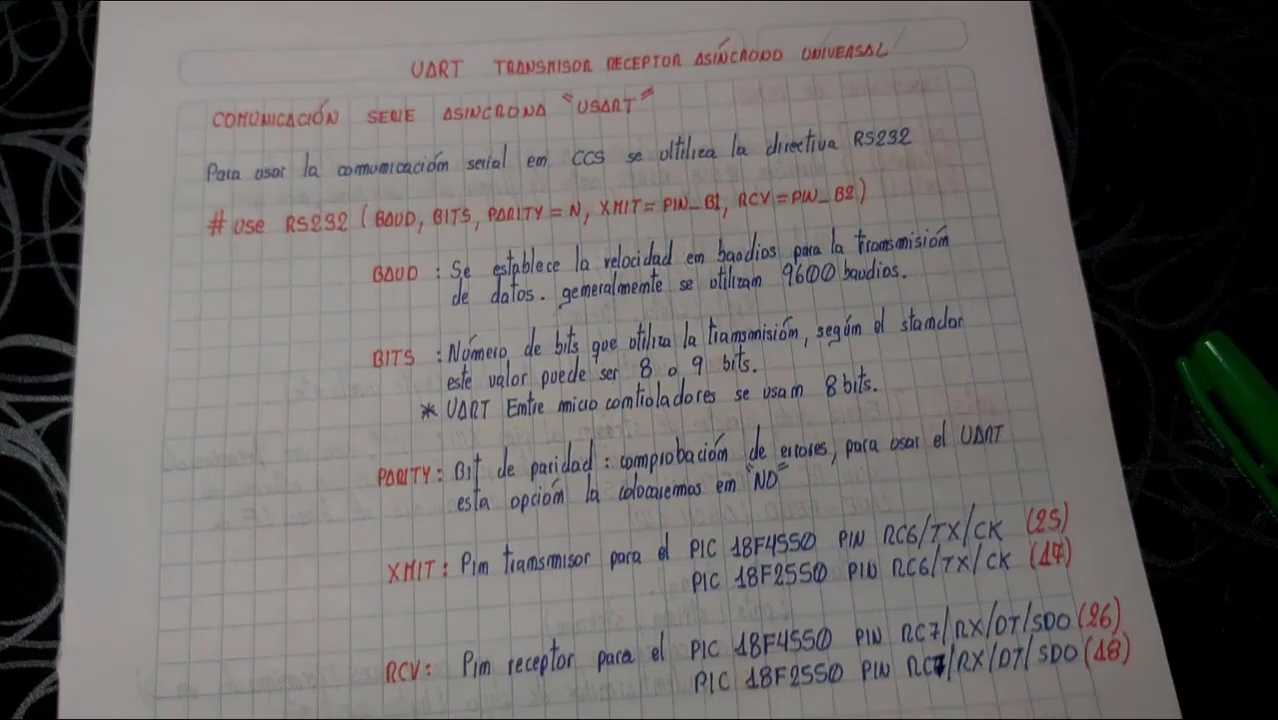 UART TRANSMISOR RECEPTOR ASÍNCRONO UNIVERSAL
COMUNICACIÓN SERIE ASINCRONA "USART"
Para usar la comunicación serial en CCS se ultiliza la directiva RS232
# USE RS232 ( BAUD, BITS, PARITY = N, XMIT = PIN_B1, RCV = PIN_B2 )
BAUD : Se establece la velocidad en baudios para la transmisión
de datos. generalmente se utilizan 9600 baudios.
BITS : Número de bits que utiliza la transmisión, según el standar
este valor puede ser 8 o 9 bits.
* UART Entre micro controladores se usan 8 bits.
PARITY : Bit de paridad : comprobación de errores, para usar el UART
esta opción la colocaremos en "NO"
XMIT : Pin transmisor para el PIC 18F4550 PIN RC6/TX/CK (25)
PIC 18F2550 PIN RC6/TX/CK (17)
RCV : Pin receptor para el PIC 18F4550 PIN RC7/RX/DT/SDO (26)
PIC 18F2550 PIN RC7/RX/DT/SDO (18)